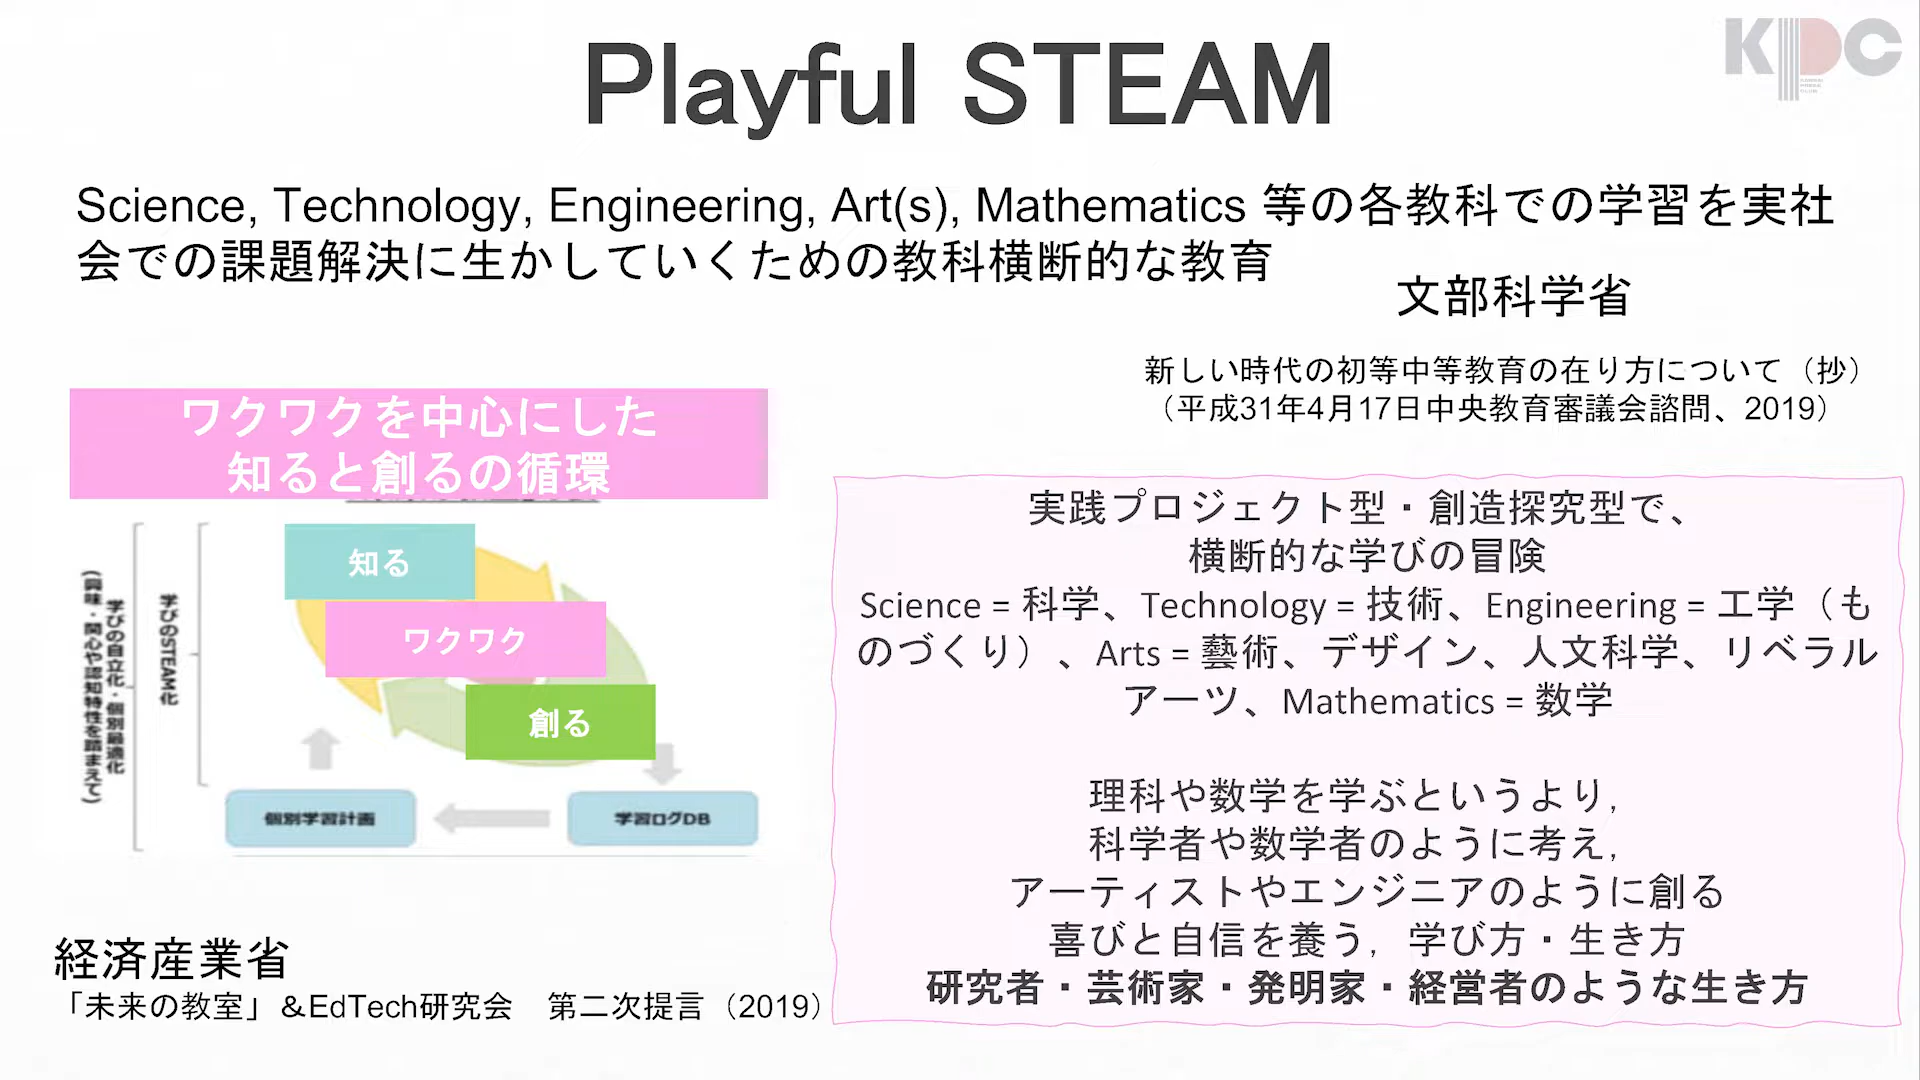 Playful STEAM
KPC
Science, Technology, Engineering, Art(s), Mathematics 等の各教科での学習を実社
会での課題解決に生かしていくための教科横断的な教育
文部科学省
新しい時代の初等中等教育の在り方について（抄）
（平成31年4月17日中央教育審議会諮問、2019）
ワクワクを中心にした
知ると創るの循環
知る
ワクワク
創る
学びのSTEAM化
学びの自立化・個別最適化
(興味・関心や認知特性を踏まえて)
個別学習計画
学習ログDB
経済産業省
「未来の教室」＆EdTech研究会　第二次提言（2019）
実践プロジェクト型・創造探究型で、
横断的な学びの冒険
Science = 科学、Technology = 技術、Engineering = 工学（も
のづくり）、Arts = 藝術、デザイン、人文科学、リベラル
アーツ、Mathematics = 数学
理科や数学を学ぶというより，
科学者や数学者のように考え，
アーティストやエンジニアのように創る
喜びと自信を養う，学び方・生き方
研究者・芸術家・発明家・経営者のような生き方